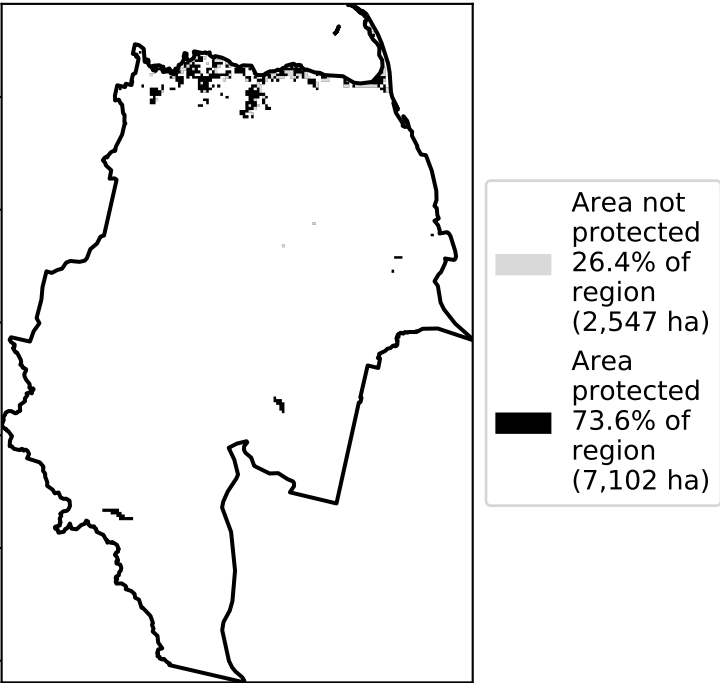 Area not
protected
26.4% of
region
(2,547 ha)
Area
protected
73.6% of
region
(7,102 ha)